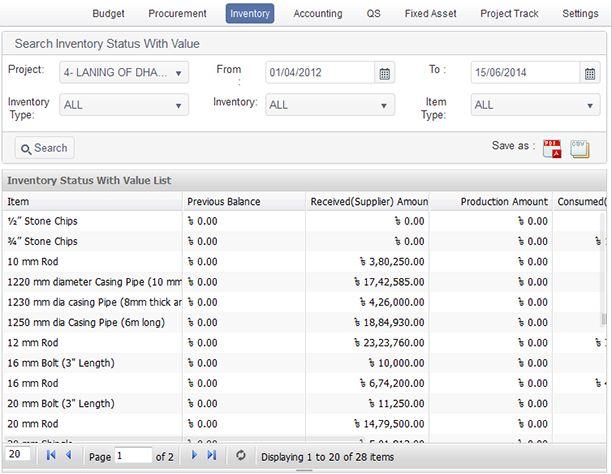 Budget Procurement Inventory Accounting QS Fixed Asset Project Track Settings
Search Inventory Status With Value
Project: 4- LANING OF DHA... From : 01/04/2012 To : 15/06/2014
Inventory Type: ALL Inventory: ALL Item Type: ALL
Search Save as : PDF CSV
Inventory Status With Value List
Item Previous Balance Received(Supplier) Amoun Production Amount Consumed(
½” Stone Chips ৳ 0.00 ৳ 0.00 ৳ 0.00
¾” Stone Chips ৳ 0.00 ৳ 0.00 ৳ 0.00 ৳
10 mm Rod ৳ 0.00 ৳ 3,80,250.00 ৳ 0.00
1220 mm diameter Casing Pipe (10 mm ৳ 0.00 ৳ 17,42,585.00 ৳ 0.00
1230 mm dia casing Pipe (8mm thick ar ৳ 0.00 ৳ 4,26,000.00 ৳ 0.00
1250 mm dia Casing Pipe (6m long) ৳ 0.00 ৳ 18,84,930.00 ৳ 0.00
12 mm Rod ৳ 0.00 ৳ 23,23,760.00 ৳ 0.00 ৳
16 mm Bolt (3" Length) ৳ 0.00 ৳ 10,000.00 ৳ 0.00
16 mm Rod ৳ 0.00 ৳ 6,74,200.00 ৳ 0.00 ৳
20 mm Bolt (3" Length) ৳ 0.00 ৳ 11,250.00 ৳ 0.00
20 mm Rod ৳ 0.00 ৳ 14,79,500.00 ৳ 0.00
20 Page 1 of 2 Displaying 1 to 20 of 28 items